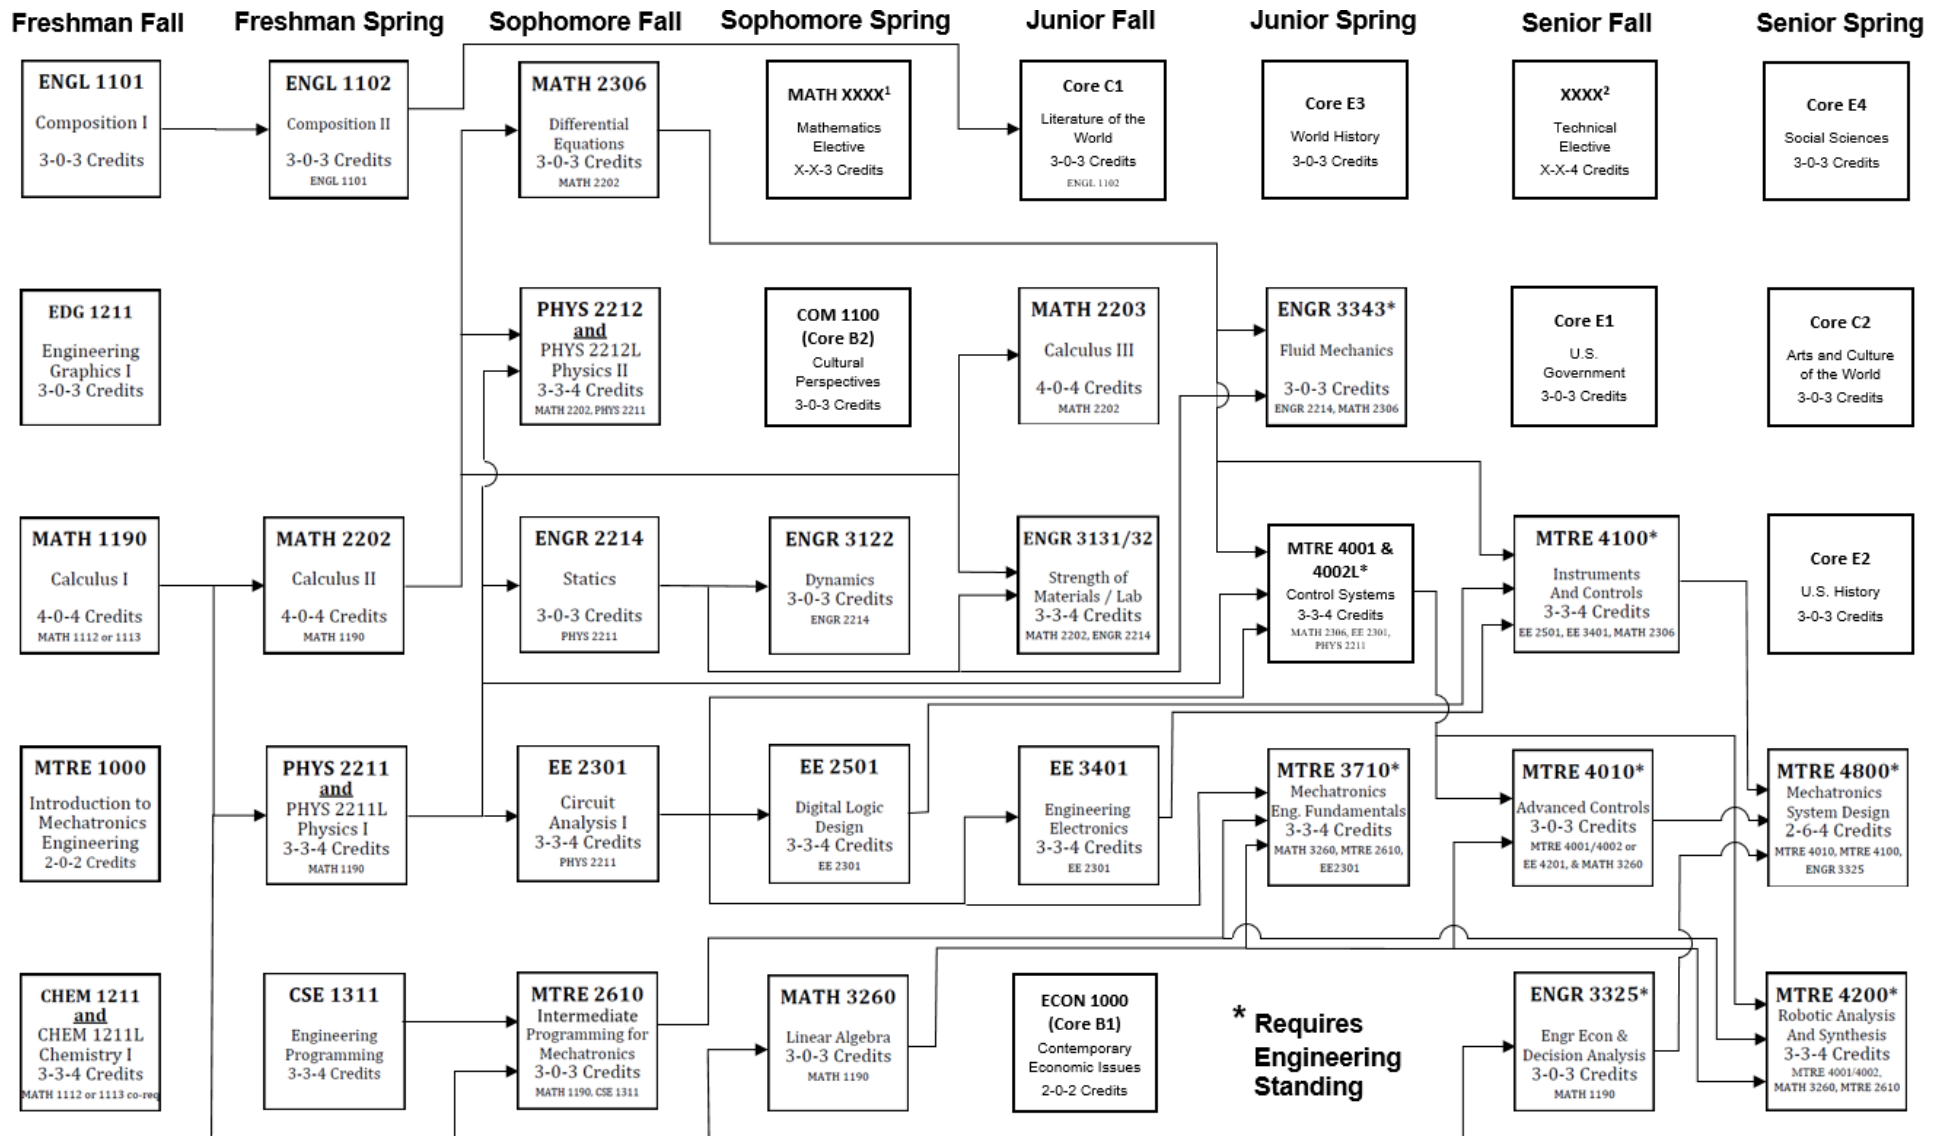 Freshman Fall
Freshman Spring
Sophomore Fall
Sophomore Spring
Junior Fall
Junior Spring
Senior Fall
Senior Spring
ENGL 1101
Composition I
3-0-3 Credits
ENGL 1102
Composition II
3-0-3 Credits
ENGL 1101
MATH 2306
Differential
Equations
3-0-3 Credits
MATH 2202
MATH XXXX¹
Mathematics
Elective
X-X-3 Credits
Core C1
Literature of the
World
3-0-3 Credits
ENGL 1102
Core E3
World History
3-0-3 Credits
XXXX²
Technical
Elective
X-X-4 Credits
Core E4
Social Sciences
3-0-3 Credits
EDG 1211
Engineering
Graphics I
3-0-3 Credits
PHYS 2212
and
PHYS 2212L
Physics II
3-3-4 Credits
MATH 2202, PHYS 2211
COM 1100
(Core B2)
Cultural
Perspectives
3-0-3 Credits
MATH 2203
Calculus III
4-0-4 Credits
MATH 2202
ENGR 3343*
Fluid Mechanics
3-0-3 Credits
ENGR 2214, MATH 2306
Core E1
U.S.
Government
3-0-3 Credits
Core C2
Arts and Culture
of the World
3-0-3 Credits
MATH 1190
Calculus I
4-0-4 Credits
MATH 1112 or 1113
MATH 2202
Calculus II
4-0-4 Credits
MATH 1190
ENGR 2214
Statics
3-0-3 Credits
PHYS 2211
ENGR 3122
Dynamics
3-0-3 Credits
ENGR 2214
ENGR 3131/32
Strength of
Materials / Lab
3-3-4 Credits
MATH 2202, ENGR 2214
MTRE 4001 &
4002L*
Control Systems
3-3-4 Credits
MATH 2306, EE 2301,
PHYS 2211
MTRE 4100*
Instruments
And Controls
3-3-4 Credits
EE 2501, EE 3401, MATH 2306
Core E2
U.S. History
3-0-3 Credits
MTRE 1000
Introduction to
Mechatronics
Engineering
2-0-2 Credits
PHYS 2211
and
PHYS 2211L
Physics I
3-3-4 Credits
MATH 1190
EE 2301
Circuit
Analysis I
3-3-4 Credits
PHYS 2211
EE 2501
Digital Logic
Design
3-3-4 Credits
EE 2301
EE 3401
Engineering
Electronics
3-3-4 Credits
EE 2301
MTRE 3710*
Mechatronics
Eng. Fundamentals
3-3-4 Credits
MATH 3260, MTRE 2610,
EE2301
MTRE 4010*
Advanced Controls
3-0-3 Credits
MTRE 4001/4002 or
EE 4201, & MATH 3260
MTRE 4800*
Mechatronics
System Design
2-6-4 Credits
MTRE 4010, MTRE 4100,
ENGR 3325
CHEM 1211
and
CHEM 1211L
Chemistry I
3-3-4 Credits
MATH 1112 or 1113 co-req
CSE 1311
Engineering
Programming
3-3-4 Credits
MTRE 2610
Intermediate
Programming for
Mechatronics
3-0-3 Credits
MATH 1190, CSE 1311
MATH 3260
Linear Algebra
3-0-3 Credits
MATH 1190
ECON 1000
(Core B1)
Contemporary
Economic Issues
2-0-2 Credits
* Requires
Engineering
Standing
ENGR 3325*
Engr Econ &
Decision Analysis
3-0-3 Credits
MATH 1190
MTRE 4200*
Robotic Analysis
And Synthesis
3-3-4 Credits
MTRE 4001/4002,
MATH 3260, MTRE 2610